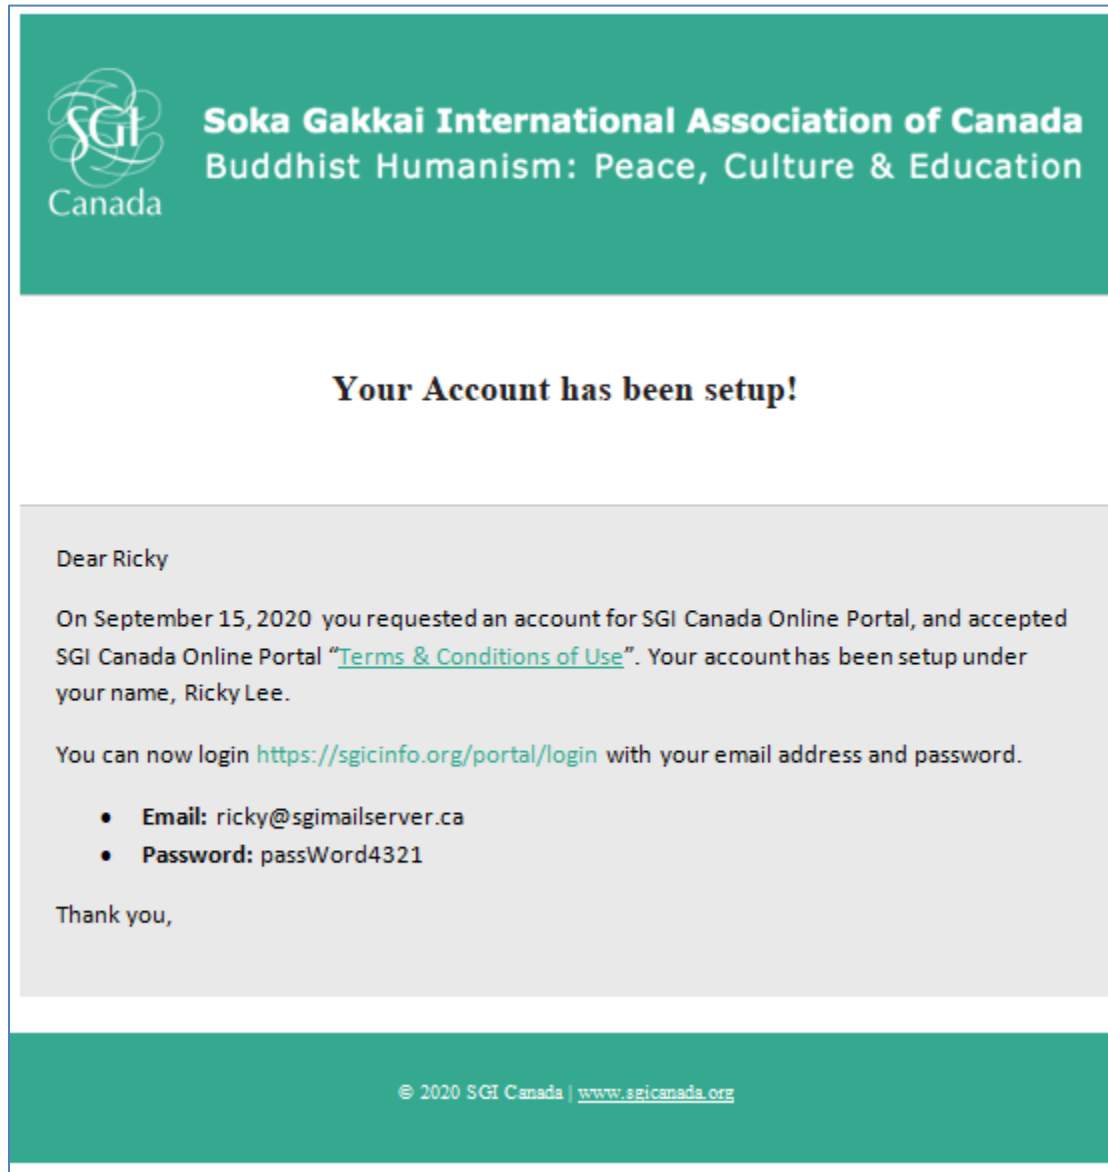 SGI
Canada
Soka Gakkai International Association of Canada
Buddhist Humanism: Peace, Culture & Education
Your Account has been setup!
Dear Ricky
On September 15, 2020  you requested an account for SGI Canada Online Portal, and accepted
SGI Canada Online Portal “Terms & Conditions of Use”. Your account has been setup under
your name, Ricky Lee.
You can now login https://sgicinfo.org/portal/login with your email address and password.
• Email: ricky@sgimailserver.ca
• Password: passWord4321
Thank you,
© 2020 SGI Canada | www.sgicanada.org